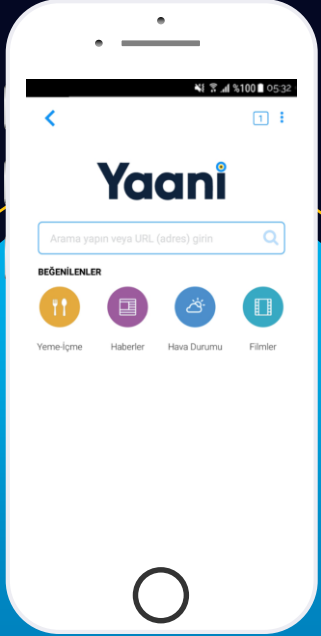 %100 05:32
1
Yaani
Arama yapın veya URL (adres) girin
BEĞENİLENLER
Yeme-İçme Haberler Hava Durumu Filmler